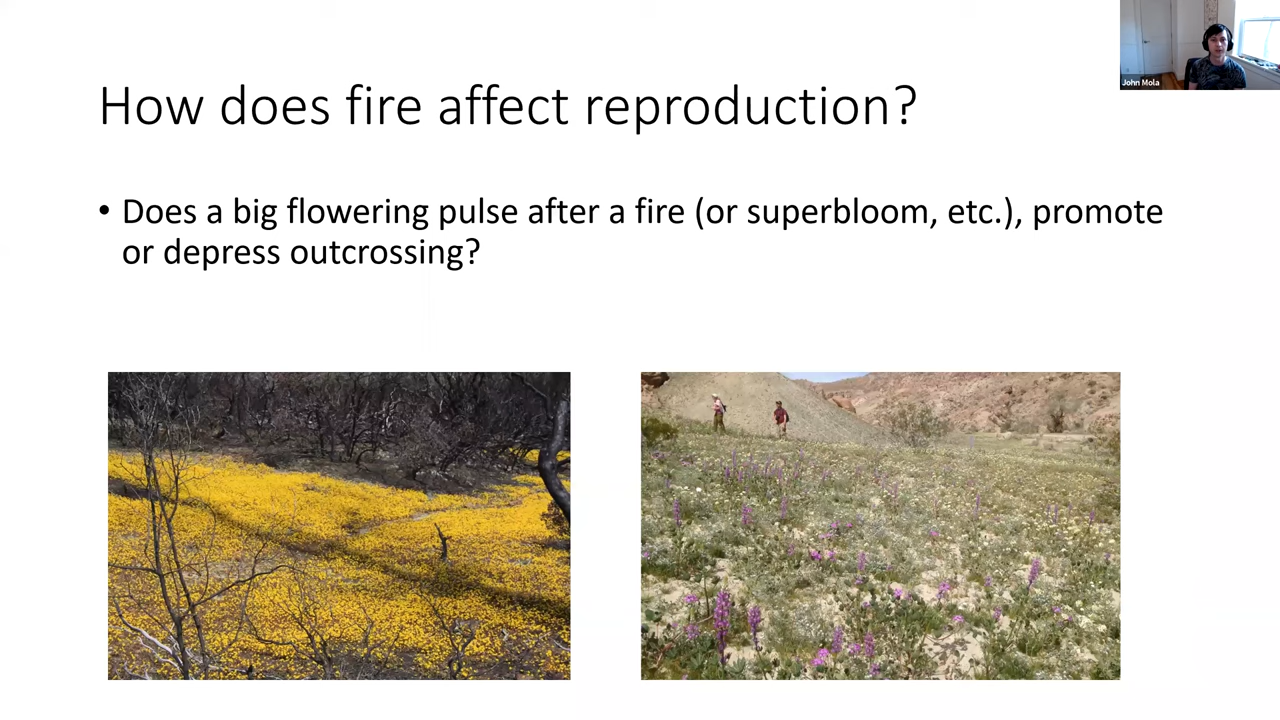 John Mola
How does fire affect reproduction?
• Does a big flowering pulse after a fire (or superbloom, etc.), promote
or depress outcrossing?